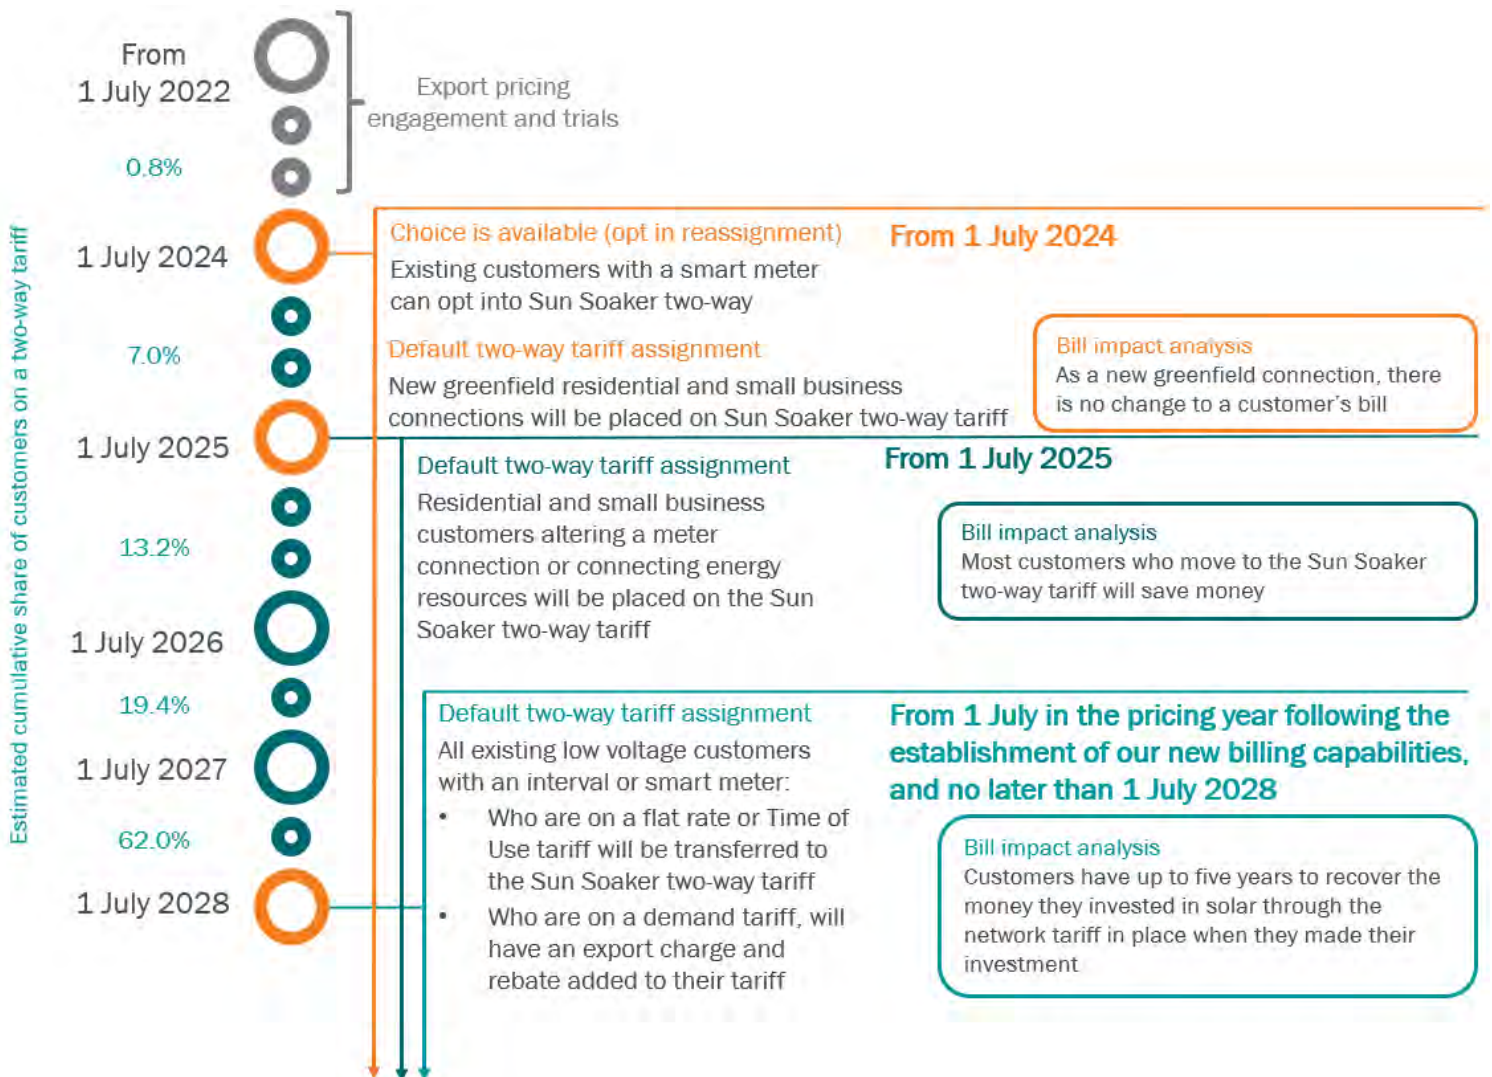 Estimated cumulative share of customers on a two-way tariff
From
1 July 2022
0.8%
Export pricing
engagement and trials
1 July 2024
Choice is available (opt in reassignment)
From 1 July 2024
Existing customers with a smart meter
can opt into Sun Soaker two-way
7.0%
Default two-way tariff assignment
New greenfield residential and small business
connections will be placed on Sun Soaker two-way tariff
Bill impact analysis
As a new greenfield connection, there
is no change to a customer's bill
1 July 2025
From 1 July 2025
Default two-way tariff assignment
Residential and small business
customers altering a meter
connection or connecting energy
resources will be placed on the Sun
Soaker two-way tariff
Bill impact analysis
Most customers who move to the Sun Soaker
two-way tariff will save money
13.2%
1 July 2026
19.4%
1 July 2027
62.0%
1 July 2028
Default two-way tariff assignment
All existing low voltage customers
with an interval or smart meter:
• Who are on a flat rate or Time of
Use tariff will be transferred to
the Sun Soaker two-way tariff
• Who are on a demand tariff, will
have an export charge and
rebate added to their tariff
From 1 July in the pricing year following the
establishment of our new billing capabilities,
and no later than 1 July 2028
Bill impact analysis
Customers have up to five years to recover the
money they invested in solar through the
network tariff in place when they made their
investment